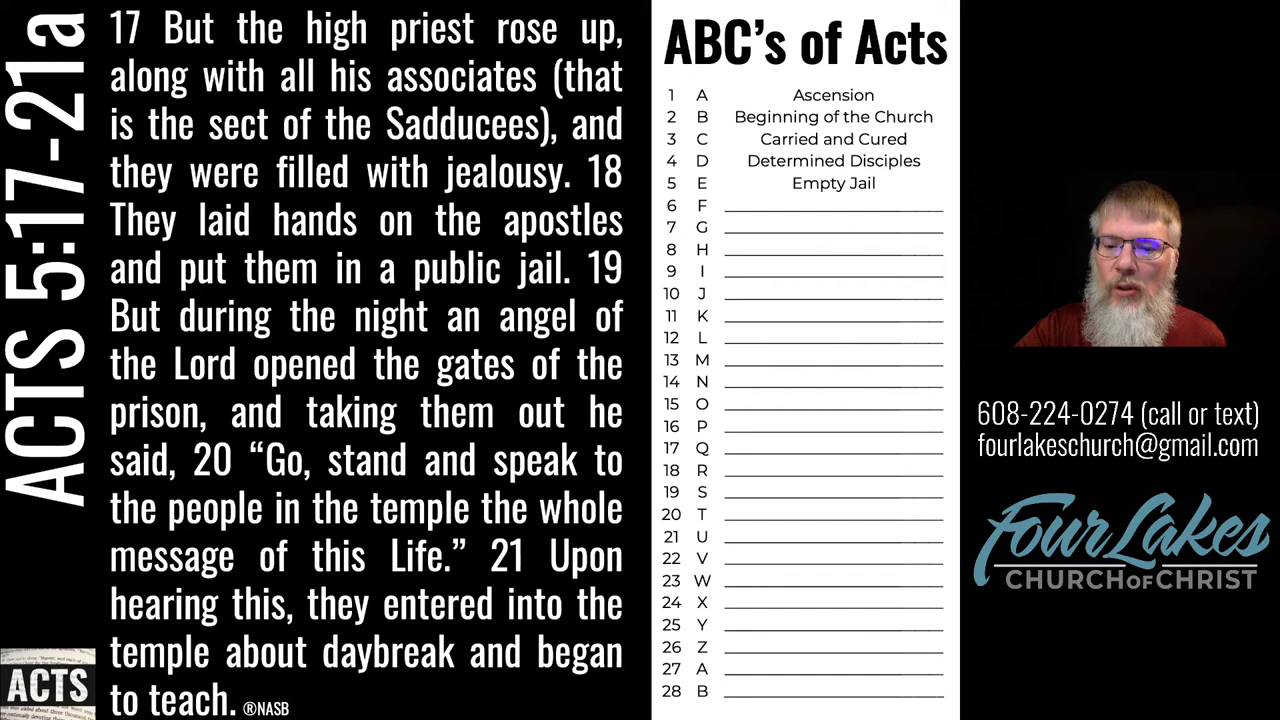 ACTS 5:17-21a
17 But the high priest rose up,
along with all his associates (that
is the sect of the Sadducees), and
they were filled with jealousy. 18
They laid hands on the apostles
and put them in a public jail. 19
But during the night an angel of
the Lord opened the gates of the
prison, and taking them out he
said, 20 “Go, stand and speak to
the people in the temple the whole
message of this Life.” 21 Upon
hearing this, they entered into the
temple about daybreak and began
to teach. ®NASB
ACTS
ABC’s of Acts
1 A Ascension
2 B Beginning of the Church
3 C Carried and Cured
4 D Determined Disciples
5 E Empty Jail
6 F
7 G
8 H
9 I
10 J
11 K
12 L
13 M
14 N
15 O
16 P
17 Q
18 R
19 S
20 T
21 U
22 V
23 W
24 X
25 Y
26 Z
27 A
28 B
608-224-0274 (call or text)
fourlakeschurch@gmail.com
Four Lakes
CHURCH OF CHRIST